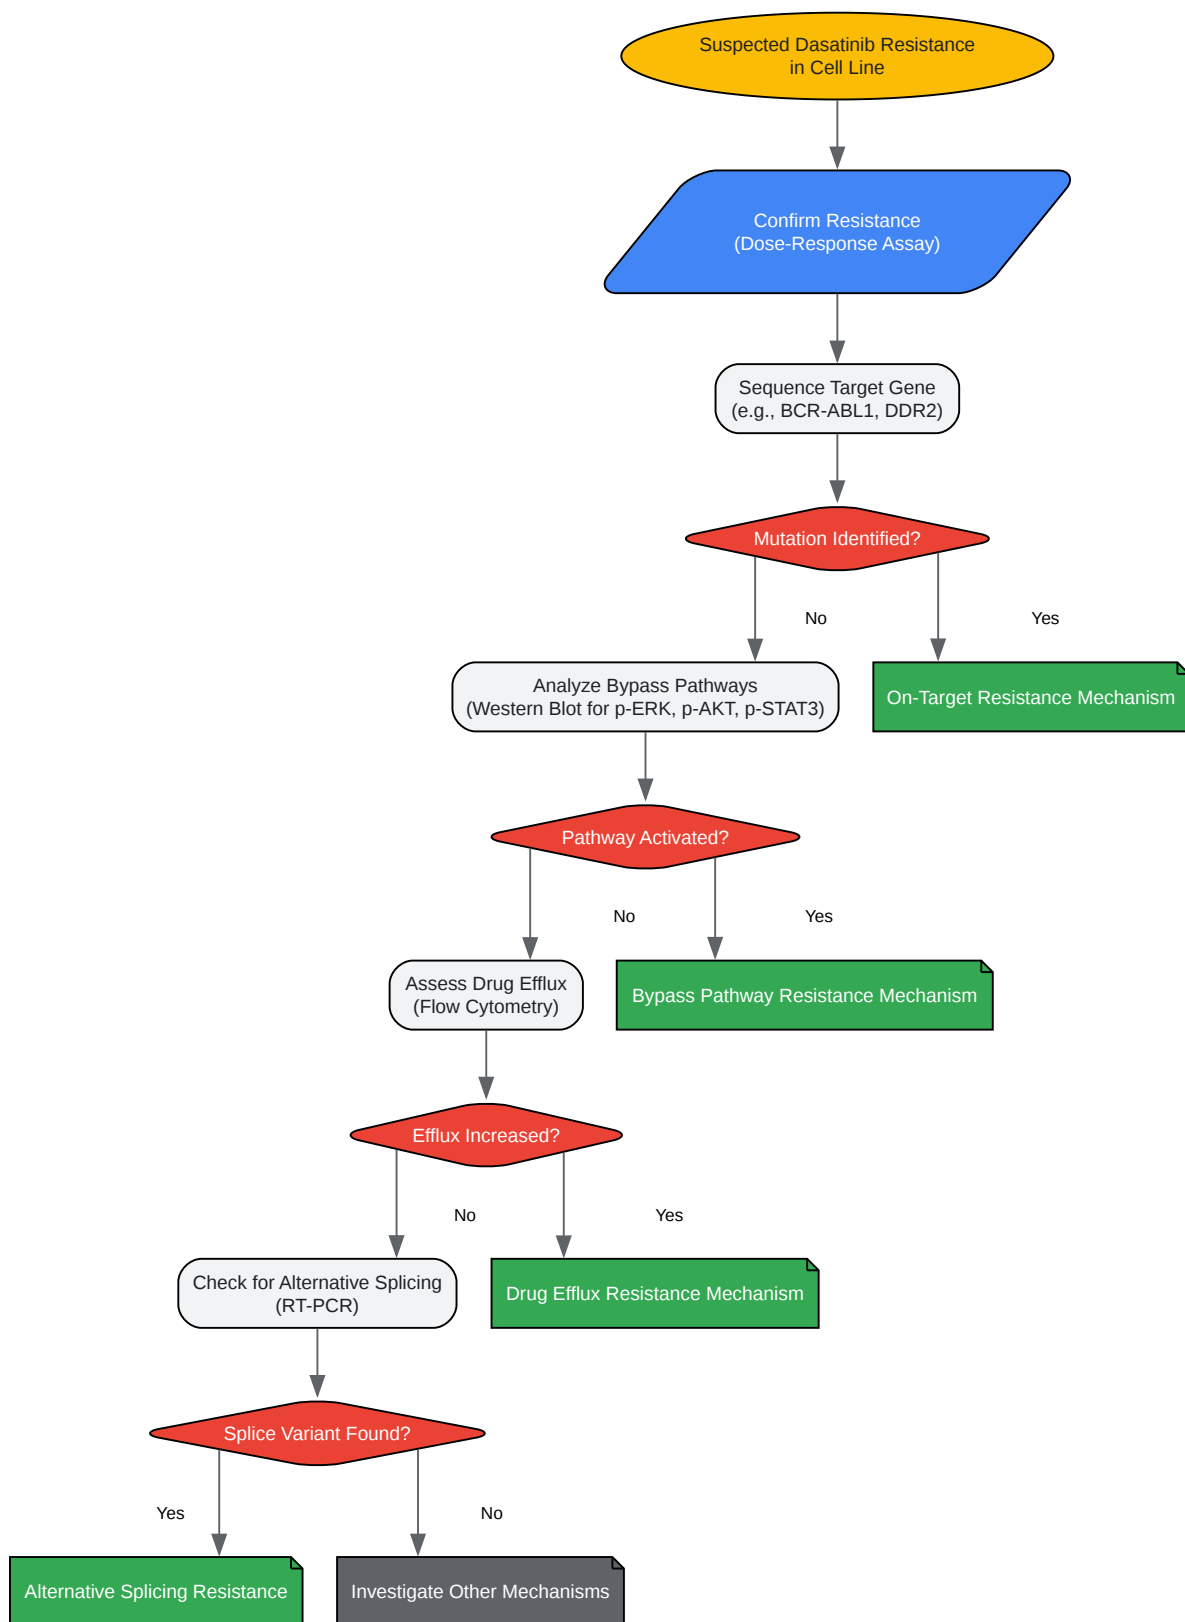 Suspected Dasatinib Resistance
in Cell Line
Confirm Resistance
(Dose-Response Assay)
Sequence Target Gene
(e.g., BCR-ABL1, DDR2)
Mutation Identified?
No
Yes
Analyze Bypass Pathways
(Western Blot for p-ERK, p-AKT, p-STAT3)
On-Target Resistance Mechanism
Pathway Activated?
No
Yes
Assess Drug Efflux
(Flow Cytometry)
Bypass Pathway Resistance Mechanism
Efflux Increased?
No
Yes
Check for Alternative Splicing
(RT-PCR)
Drug Efflux Resistance Mechanism
Splice Variant Found?
Yes
No
Alternative Splicing Resistance
Investigate Other Mechanisms